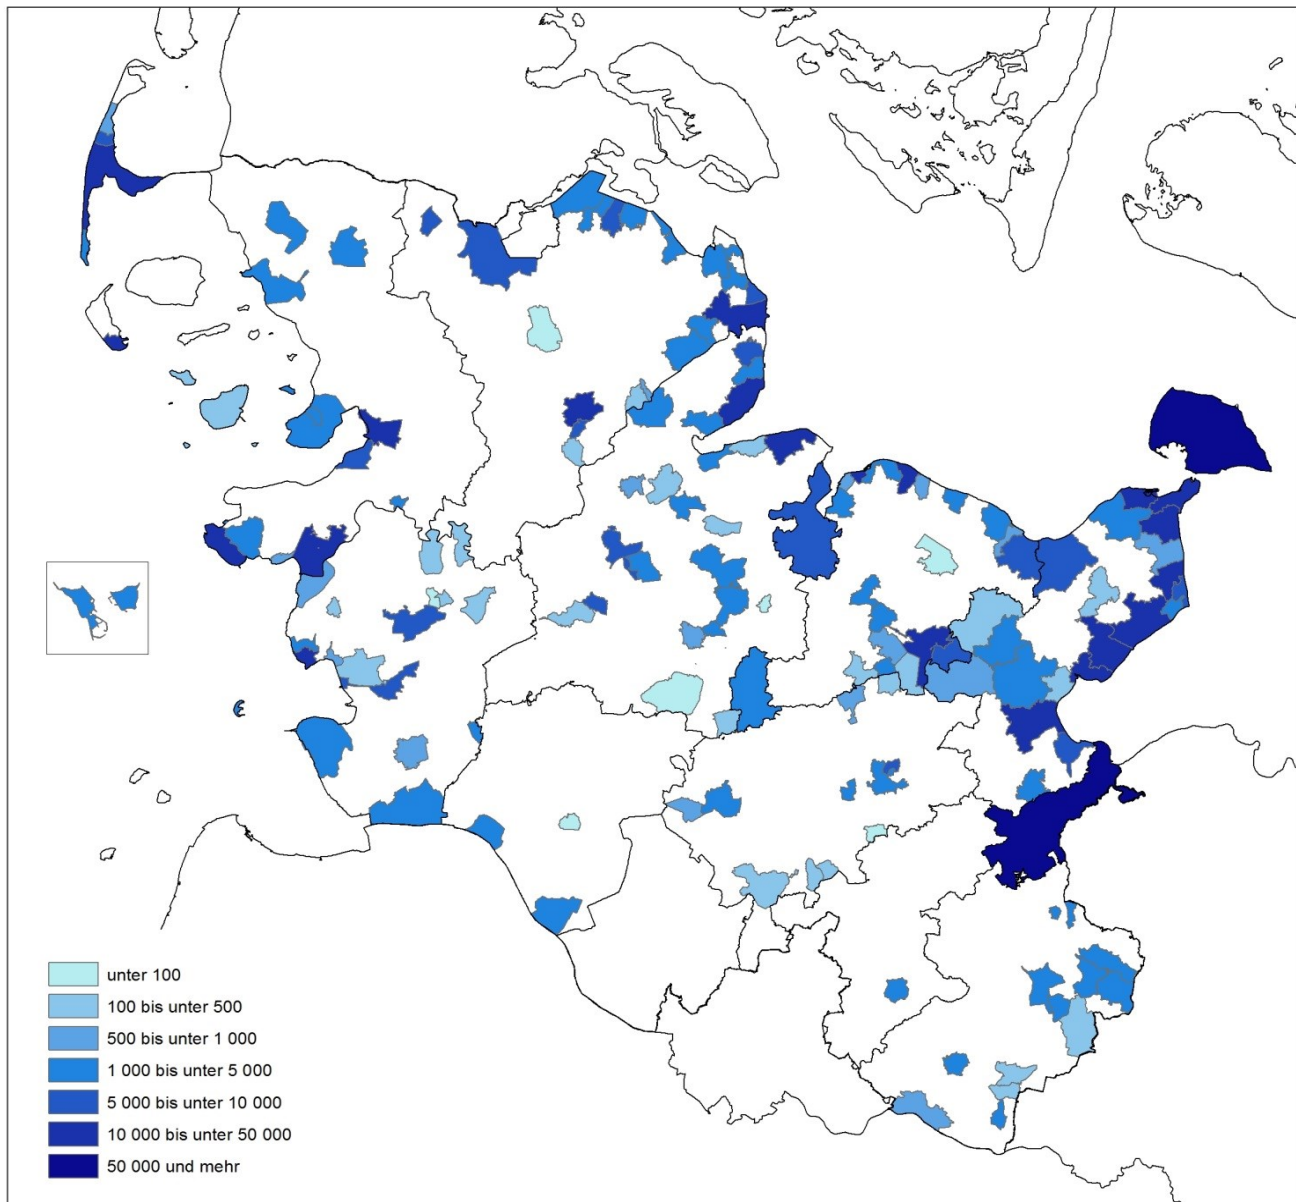 unter 100
100 bis unter 500
500 bis unter 1 000
1 000 bis unter 5 000
5 000 bis unter 10 000
10 000 bis unter 50 000
50 000 und mehr